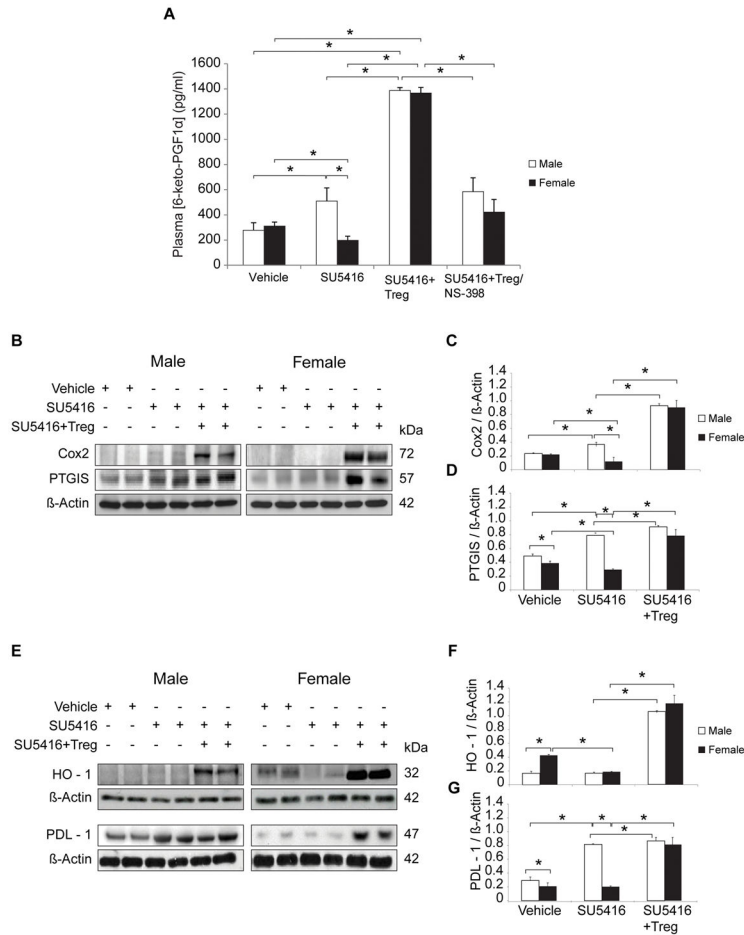 A
Plasma [6-keto-PGF1α] (pg/ml)
1600
1400
1200
1000
800
600
400
200
0
* * * * * * * * *
Male
Female
Vehicle
SU5416
SU5416+
Treg
SU5416+Treg/
NS-398
B
Male Female
Vehicle + + - - - - + + - - - -
SU5416 - - + + + + - - + + + +
SU5416+Treg - - - - + + - - - - + + kDa
Cox2 72
PTGIS 57
ß-Actin 42
C
Cox2 / ß-Actin
1.4
1.2
1.0
0.8
0.6
0.4
0.2
0
* * * * *
Male
Female
D
PTGIS / ß-Actin
1.4
1.2
1.0
0.8
0.6
0.4
0.2
0
* * * * * *
Vehicle SU5416 SU5416
+Treg
E
Male Female
Vehicle + + - - - - + + - - - -
SU5416 - - + + + + - - + + + +
SU5416+Treg - - - - + + - - - - + + kDa
HO - 1 32
ß-Actin 42
PDL - 1 47
ß-Actin 42
F
HO - 1 / ß-Actin
1.4
1.2
1.0
0.8
0.6
0.4
0.2
0
* * * *
Male
Female
G
PDL - 1 / ß-Actin
1.2
1.0
0.8
0.6
0.4
0.2
0
* * * * *
Vehicle SU5416 SU5416
+Treg